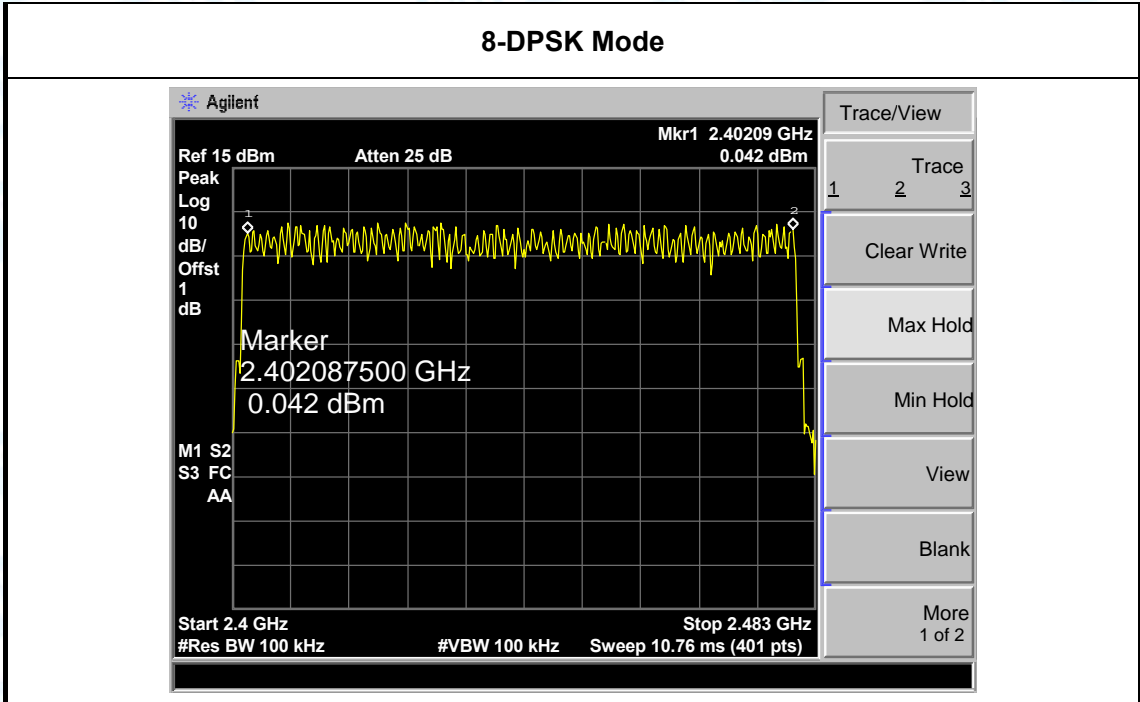 8-DPSK Mode
Agilent
Mkr1 2.40209 GHz
Ref 15 dBm Atten 25 dB 0.042 dBm
Peak
Log
10
dB/
Offst
1
dB
1
2
Marker
2.402087500 GHz
0.042 dBm
M1 S2
S3 FC
AA
Start 2.4 GHz Stop 2.483 GHz
#Res BW 100 kHz #VBW 100 kHz Sweep 10.76 ms (401 pts)
Trace/View
Trace
1 2 3
Clear Write
Max Hold
Min Hold
View
Blank
More
1 of 2